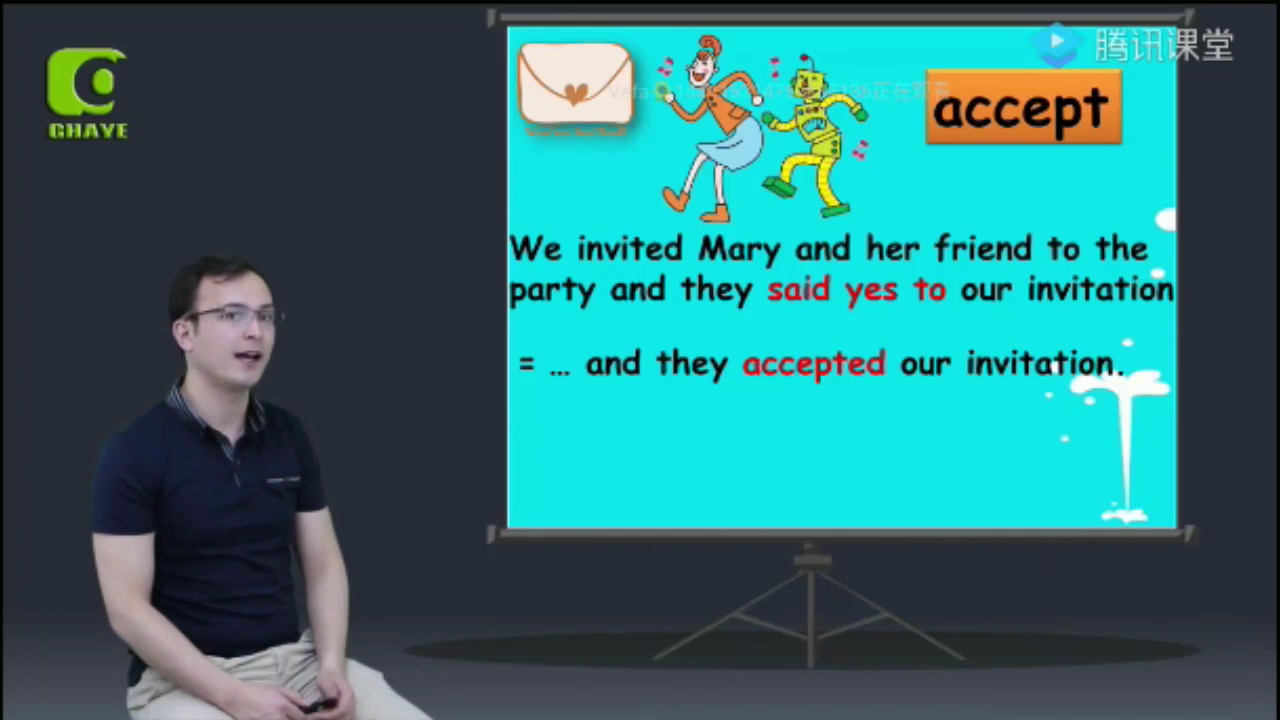 GHAYE
腾讯课堂
accept
We invited Mary and her friend to the
party and they said yes to our invitation
= ... and they accepted our invitation.